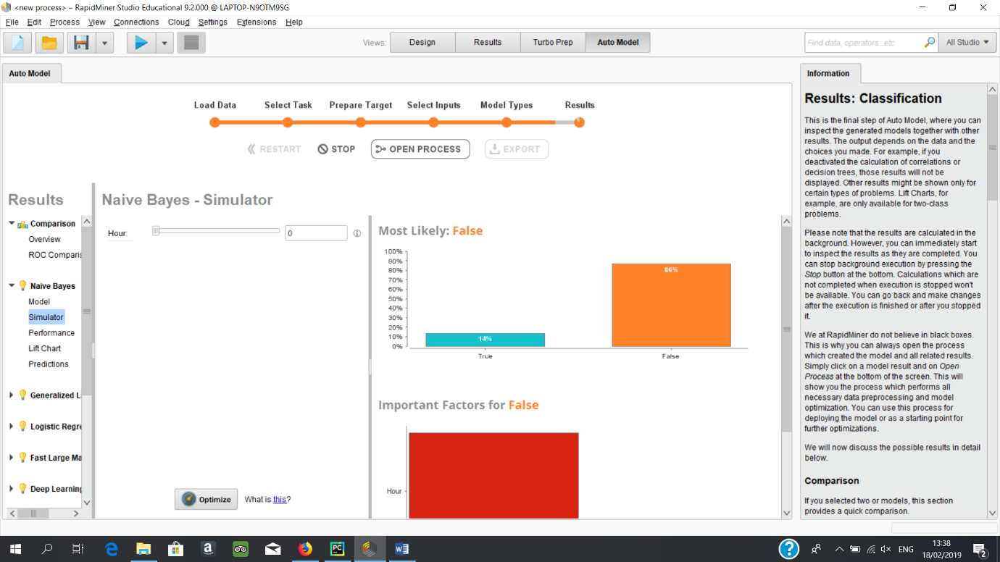 <new process> – RapidMiner Studio Educational 9.2.000 @ LAPTOP-N9OTM9SG
File Edit Process View Connections Cloud Settings Extensions Help
Views: Design Results Turbo Prep Auto Model
Find data, operators...etc
All Studio
Auto Model
Load Data Select Task Prepare Target Select Inputs Model Types Results
RESTART STOP OPEN PROCESS EXPORT
Results
Comparison
Overview
ROC Comparis
Naive Bayes
Model
Simulator
Performance
Lift Chart
Predictions
Generalized Li
Logistic Regre
Fast Large Ma
Deep Learning
Naive Bayes - Simulator
Hour: 0
Optimize What is this?
Most Likely: False
100%
90%
80%
70%
60%
50%
40%
30%
20%
10%
0%
14%
86%
True False
Important Factors for False
Hour
Information
Results: Classification
This is the final step of Auto Model, where you can
inspect the generated models together with other
results. The output depends on the data and the
choices you made. For example, if you
deactivated the calculation of correlations or
decision trees, those results will not be
displayed. Other results might be shown only for
certain types of problems. Lift Charts, for
example, are only available for two-class
problems.
Please note that the results are calculated in the
background. However, you can immediately start
to inspect the results as they are completed. You
can stop background execution by pressing the
Stop button at the bottom. Calculations which are
not completed when execution is stopped won't
be available. You can go back and make changes
after the execution is finished or after you stopped
it.
We at RapidMiner do not believe in black boxes.
This is why you can always open the process
which created the model and all related results.
Simply click on a model result and on Open
Process at the bottom of the screen. This will
show you the process which performs all
necessary data preprocessing and model
optimization. You can use this process for
deploying the model or as a starting point for
further optimizations.
We will now discuss the possible results in detail
below.
Comparison
If you selected two or models, this section
provides a quick comparison.
ENG
13:38
18/02/2019
2